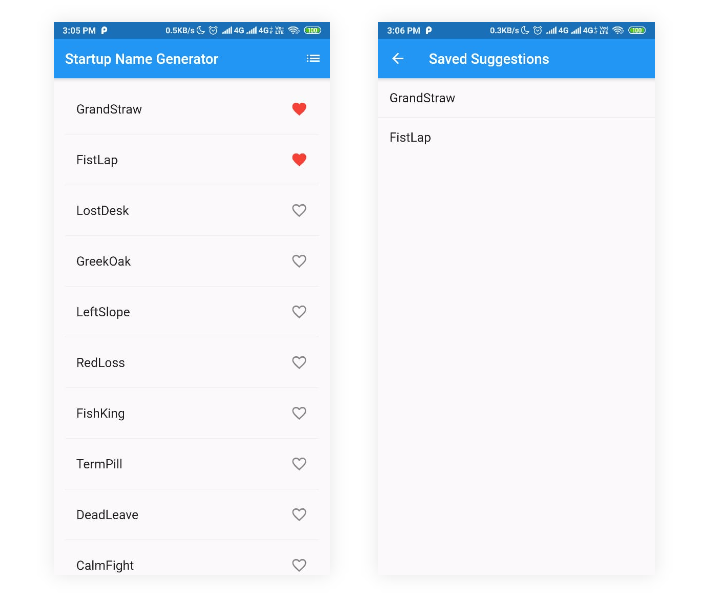 3:05 PM
0.5KB/s 4G 4G
100
Startup Name Generator
GrandStraw
FistLap
LostDesk
GreekOak
LeftSlope
RedLoss
FishKing
TermPill
DeadLeave
CalmFight
3:06 PM
0.3KB/s 4G 4G
100
Saved Suggestions
GrandStraw
FistLap